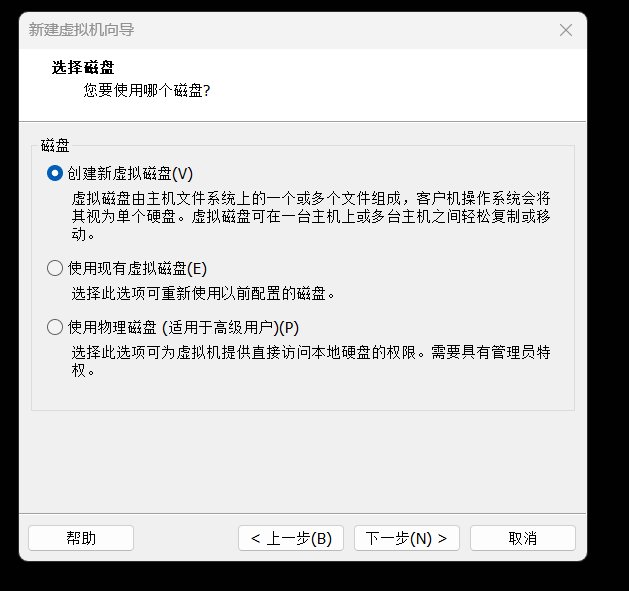 新建虚拟机向导
选择磁盘
您要使用哪个磁盘?
磁盘
创建新虚拟磁盘(V)
虚拟磁盘由主机文件系统上的一个或多个文件组成，客户机操作系统会将
其视为单个硬盘。虚拟磁盘可在一台主机上或多台主机之间轻松复制或移
动。
使用现有虚拟磁盘(E)
选择此选项可重新使用以前配置的磁盘。
使用物理磁盘 (适用于高级用户)(P)
选择此选项可为虚拟机提供直接访问本地硬盘的权限。需要具有管理员特
权。
帮助
< 上一步(B)
下一步(N) >
取消